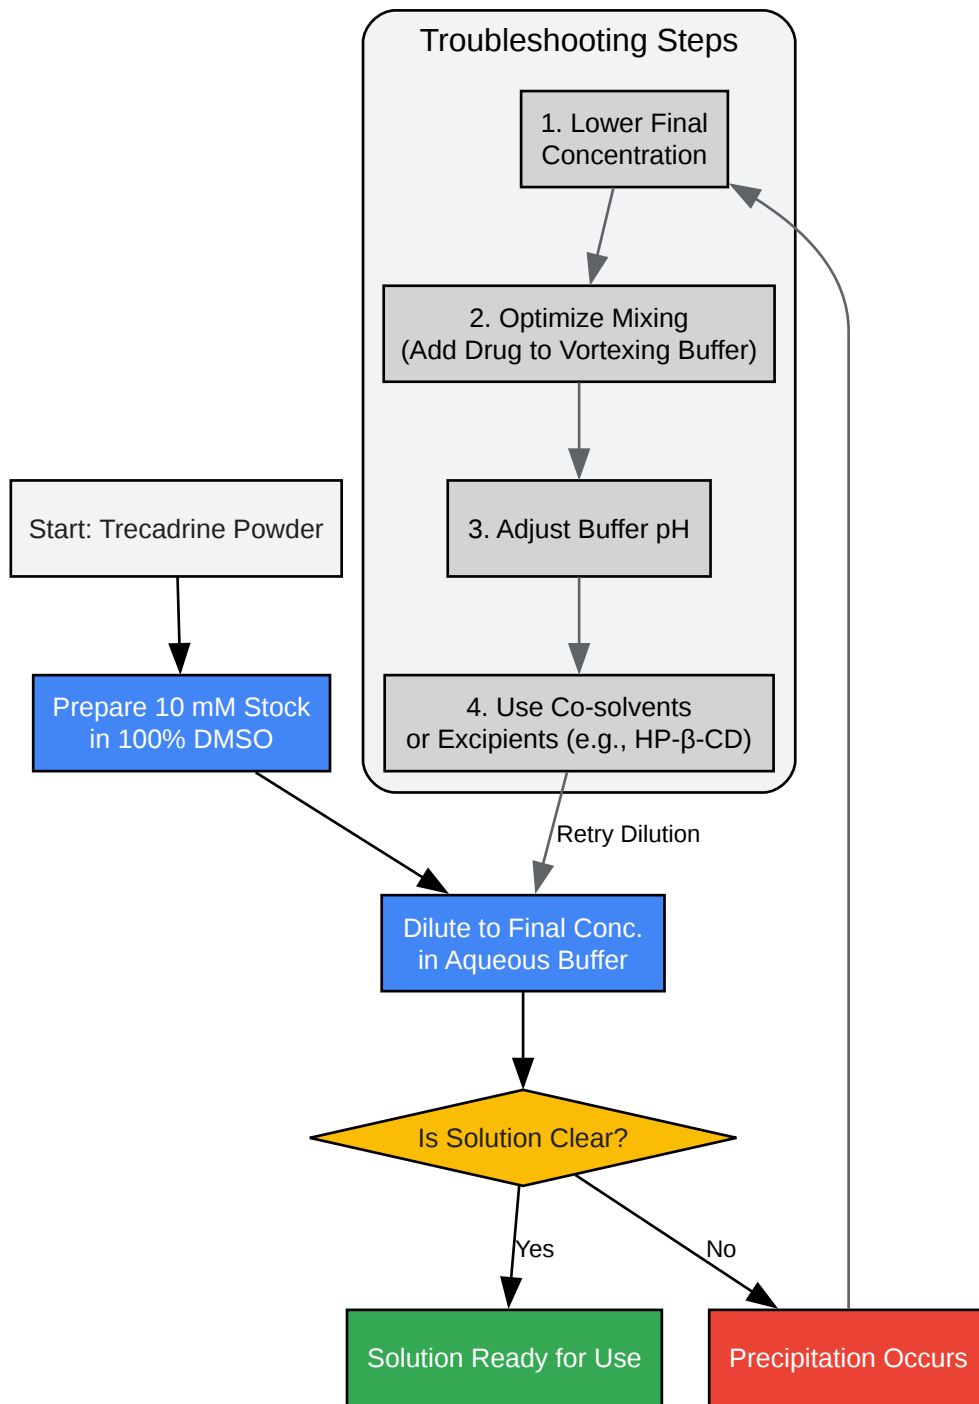 Troubleshooting Steps
1. Lower Final
Concentration
2. Optimize Mixing
(Add Drug to Vortexing Buffer)
3. Adjust Buffer pH
4. Use Co-solvents
or Excipients (e.g., HP-β-CD)
Start: Trecadrine Powder
Prepare 10 mM Stock
in 100% DMSO
Retry Dilution
Dilute to Final Conc.
in Aqueous Buffer
Is Solution Clear?
Yes
No
Solution Ready for Use
Precipitation Occurs